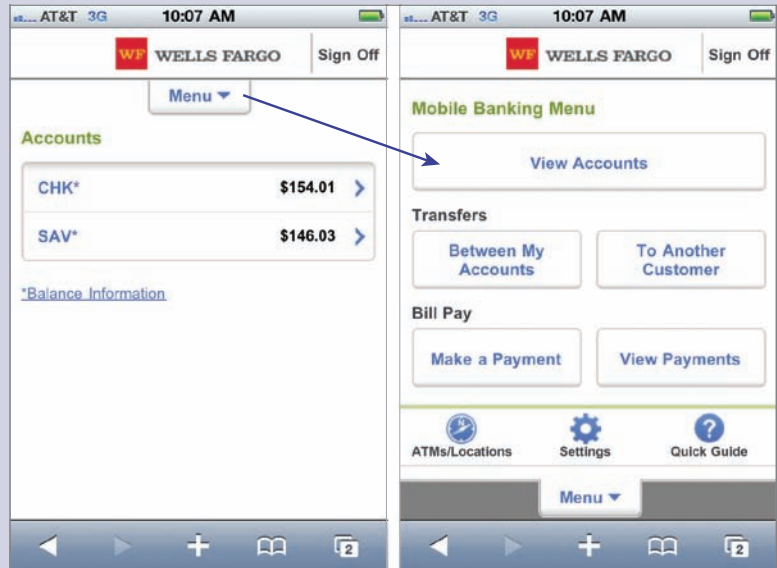 AT&T 3G 10:07 AM
WF WELLS FARGO Sign Off
Menu
Accounts
CHK* $154.01
SAV* $146.03
*Balance Information
2
AT&T 3G 10:07 AM
WF WELLS FARGO Sign Off
Mobile Banking Menu
View Accounts
Transfers
Between My
Accounts
To Another
Customer
Bill Pay
Make a Payment
View Payments
ATMs/Locations
Settings
Quick Guide
Menu
2